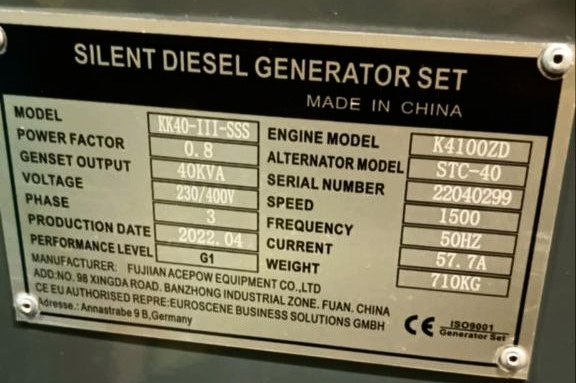 SILENT DIESEL GENERATOR SET
MADE IN CHINA
MODEL KK40-III-SSS
POWER FACTOR 0.8
GENSET OUTPUT 40KVA
VOLTAGE 230/400V
PHASE 3
PRODUCTION DATE 2022.04
PERFORMANCE LEVEL G1
ENGINE MODEL K4100ZD
ALTERNATOR MODEL STC-40
SERIAL NUMBER 22040299
SPEED 1500
FREQUENCY 50HZ
CURRENT 57.7A
WEIGHT 710KG
MANUFACTURER: FUJIIAN ACEPOW EQUIPMENT CO.,LTD
ADD:NO. 98 XINGDA ROAD. BANZHONG INDUSTRIAL ZONE. FUAN. CHINA
CE EU AUTHORISED REPRE:EUROSCENE BUSINESS SOLUTIONS GMBH
Adresse.: Annastrabe 9 B,Germany
CE ISO9001
Generator Set